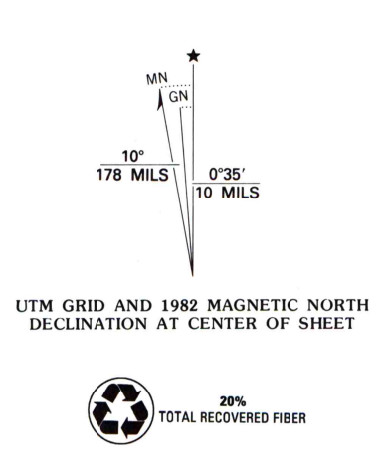 ★
MN
GN
10°
178 MILS
0°35′
10 MILS
UTM GRID AND 1982 MAGNETIC NORTH
DECLINATION AT CENTER OF SHEET
20%
TOTAL RECOVERED FIBER